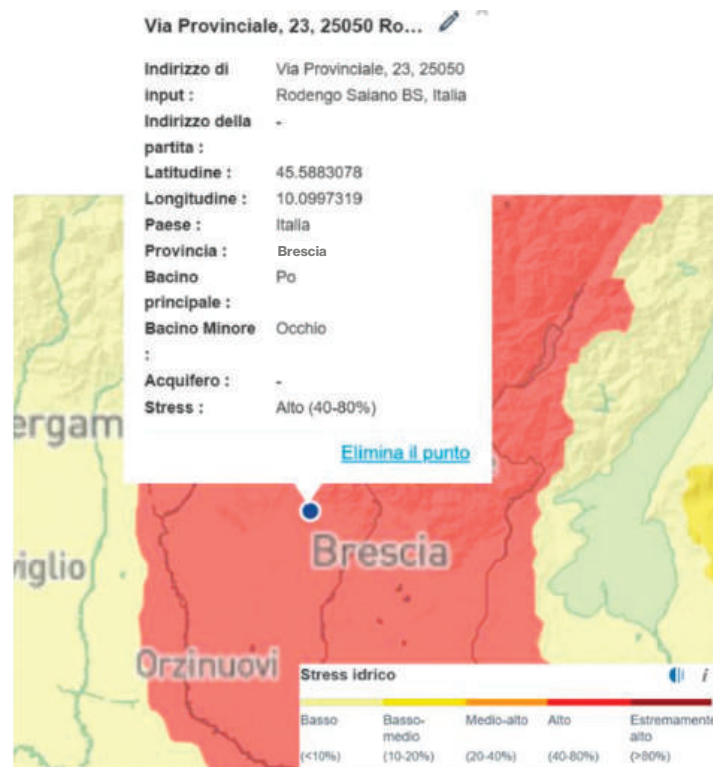 Via Provinciale, 23, 25050 Ro...
Indirizzo di input : Via Provinciale, 23, 25050 Rodengo Saiano BS, Italia
Indirizzo della partita : -
Latitudine : 45.5883078
Longitudine : 10.0997319
Paese : Italia
Provincia : Brescia
Bacino principale : Po
Bacino Minore : Occhio
Acquifero : -
Stress : Alto (40-80%)
Elimina il punto
ergam
Brescia
viglio
Orzinuovi
Stress idrico i
Basso Basso-medio Medio-alto Alto Estremamente alto
(<10%) (10-20%) (20-40%) (40-80%) (>80%)